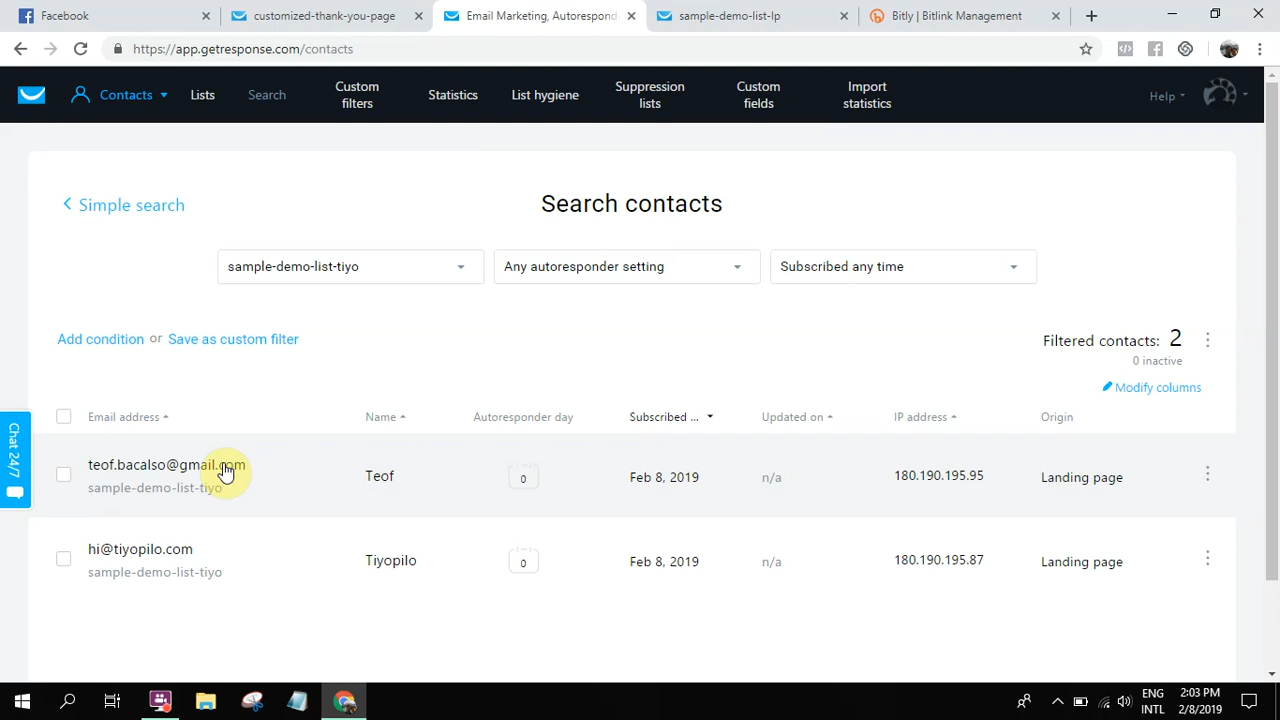 Facebook
customized-thank-you-page
Email Marketing, Autorespond
sample-demo-list-lp
Bitly | Bitlink Management
https://app.getresponse.com/contacts
Contacts
Lists
Search
Custom
filters
Statistics
List hygiene
Suppression
lists
Custom
fields
Import
statistics
Help
Simple search
Search contacts
sample-demo-list-tiyo
Any autoresponder setting
Subscribed any time
Add condition or Save as custom filter
Filtered contacts: 2
0 inactive
Modify columns
Email address
Name
Autoresponder day
Subscribed ...
Updated on
IP address
Origin
teof.bacalso@gmail.com
sample-demo-list-tiyo
Teof
0
Feb 8, 2019
n/a
180.190.195.95
Landing page
hi@tiyopilo.com
sample-demo-list-tiyo
Tiyopilo
0
Feb 8, 2019
n/a
180.190.195.87
Landing page
Chat 24/7
ENG
INTL
2:03 PM
2/8/2019